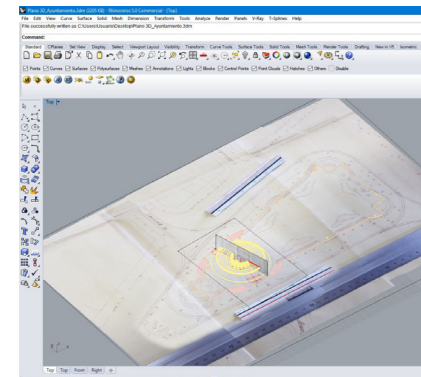 Plano 3D_Ayuntamiento.3dm (1205 KB) - Rhinoceros 5.0 Commercial - [Top]
File Edit View Curve Surface Solid Mesh Dimension Transform Tools Analyze Render Panels V-Ray T-Splines Help
File successfully written as C:\Users\Usuario\Desktop\Plano 3D_Ayuntamiento.3dm
Command:
Standard CPlanes Set View Display Select Viewport Layout Visibility Transform Curve Tools Surface Tools Solid Tools Mesh Tools Render Tools Drafting New in V5 Isometric
Points Curves Surfaces Polysurfaces Meshes Annotations Lights Blocks Control Points Point Clouds Hatches Others Disable
Top
Top Top Front Right